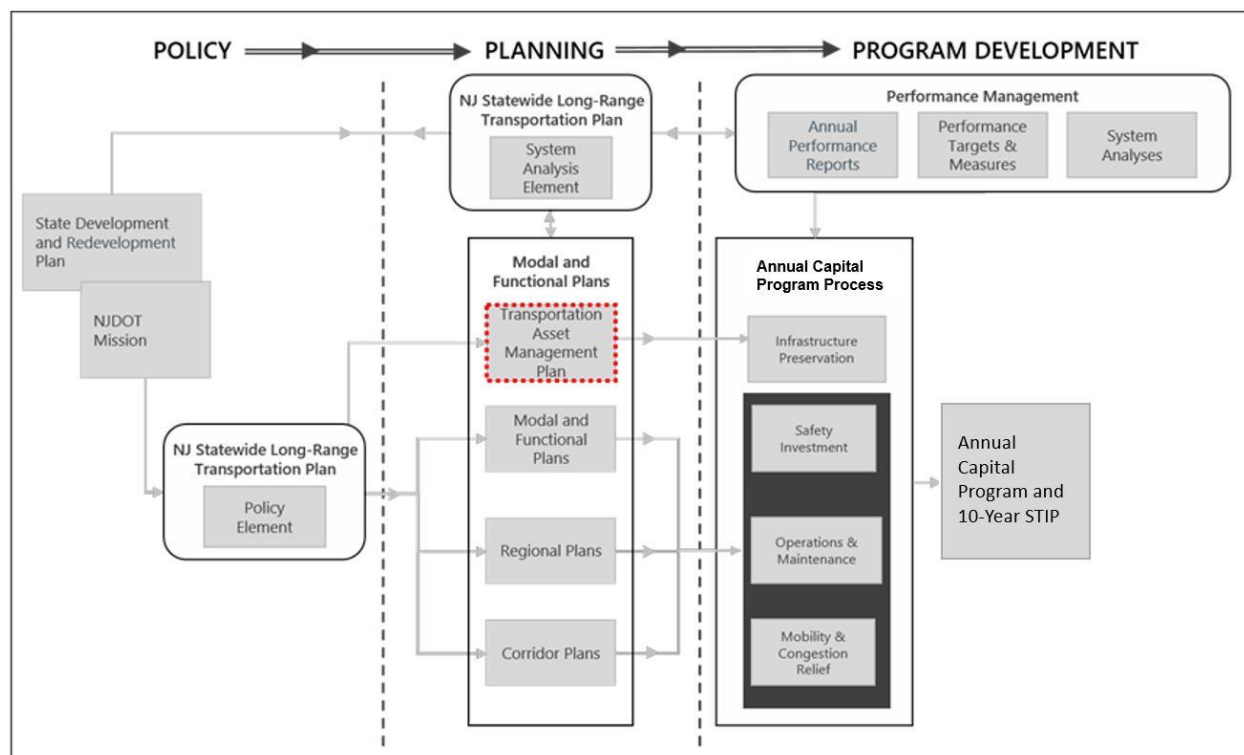 POLICY
PLANNING
PROGRAM DEVELOPMENT
NJ Statewide Long-Range
Transportation Plan
System
Analysis
Element
Performance Management
Annual
Performance
Reports
Performance
Targets &
Measures
System
Analyses
State Development
and Redevelopment
Plan
NJDOT
Mission
NJ Statewide Long-Range
Transportation Plan
Policy
Element
Modal and
Functional Plans
Transportation
Asset
Management
Plan
Modal and
Functional
Plans
Regional Plans
Corridor Plans
Annual Capital
Program Process
Infrastructure
Preservation
Safety
Investment
Operations &
Maintenance
Mobility &
Congestion
Relief
Annual
Capital
Program and
10-Year STIP